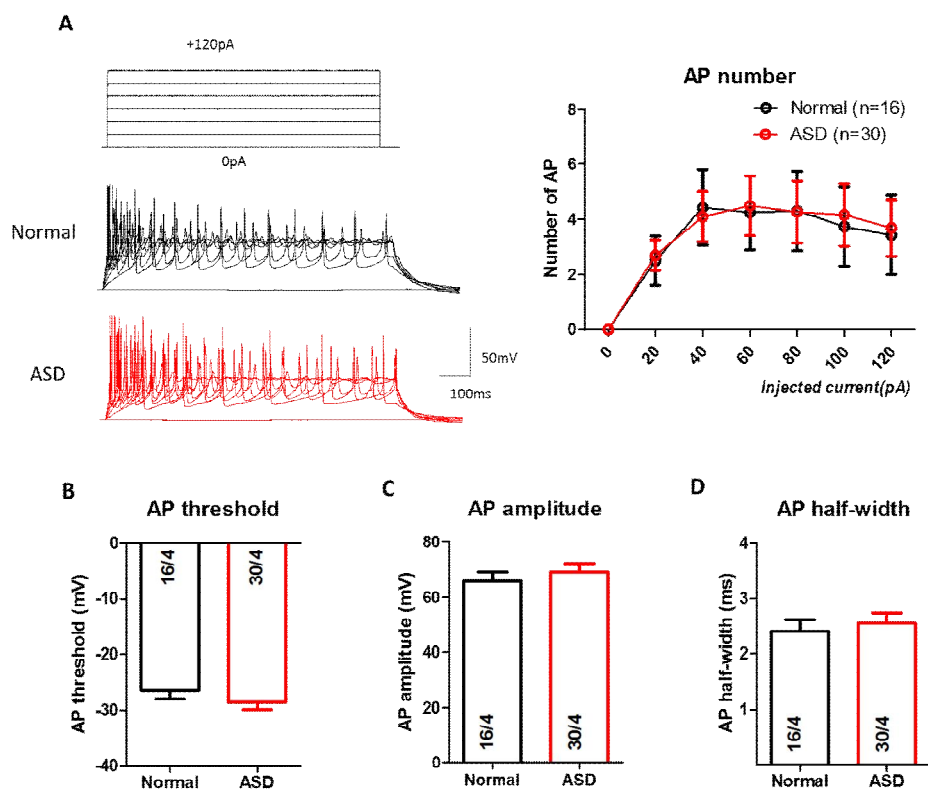 A
+120pA
0pA
Normal
ASD
50mV
100ms
AP number
Normal (n=16)
ASD (n=30)
Number of AP
8
6
4
2
0
0
20
40
60
80
100
120
injected current(pA)
B
AP threshold
AP threshold (mV)
0
-10
-20
-30
-40
16/4
30/4
Normal
ASD
C
AP amplitude
AP amplitude (mV)
80
60
40
20
0
16/4
30/4
Normal
ASD
D
AP half-width
AP half-width (ms)
4
3
2
1
16/4
30/4
Normal
ASD